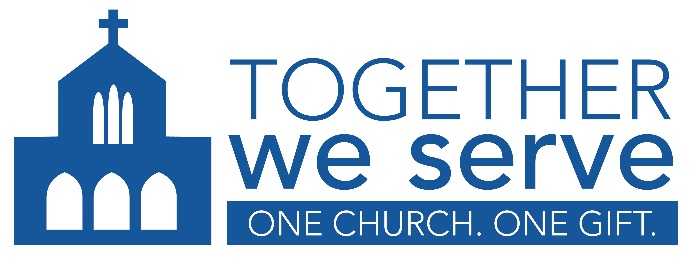 TOGETHER
we serve
ONE CHURCH. ONE GIFT.